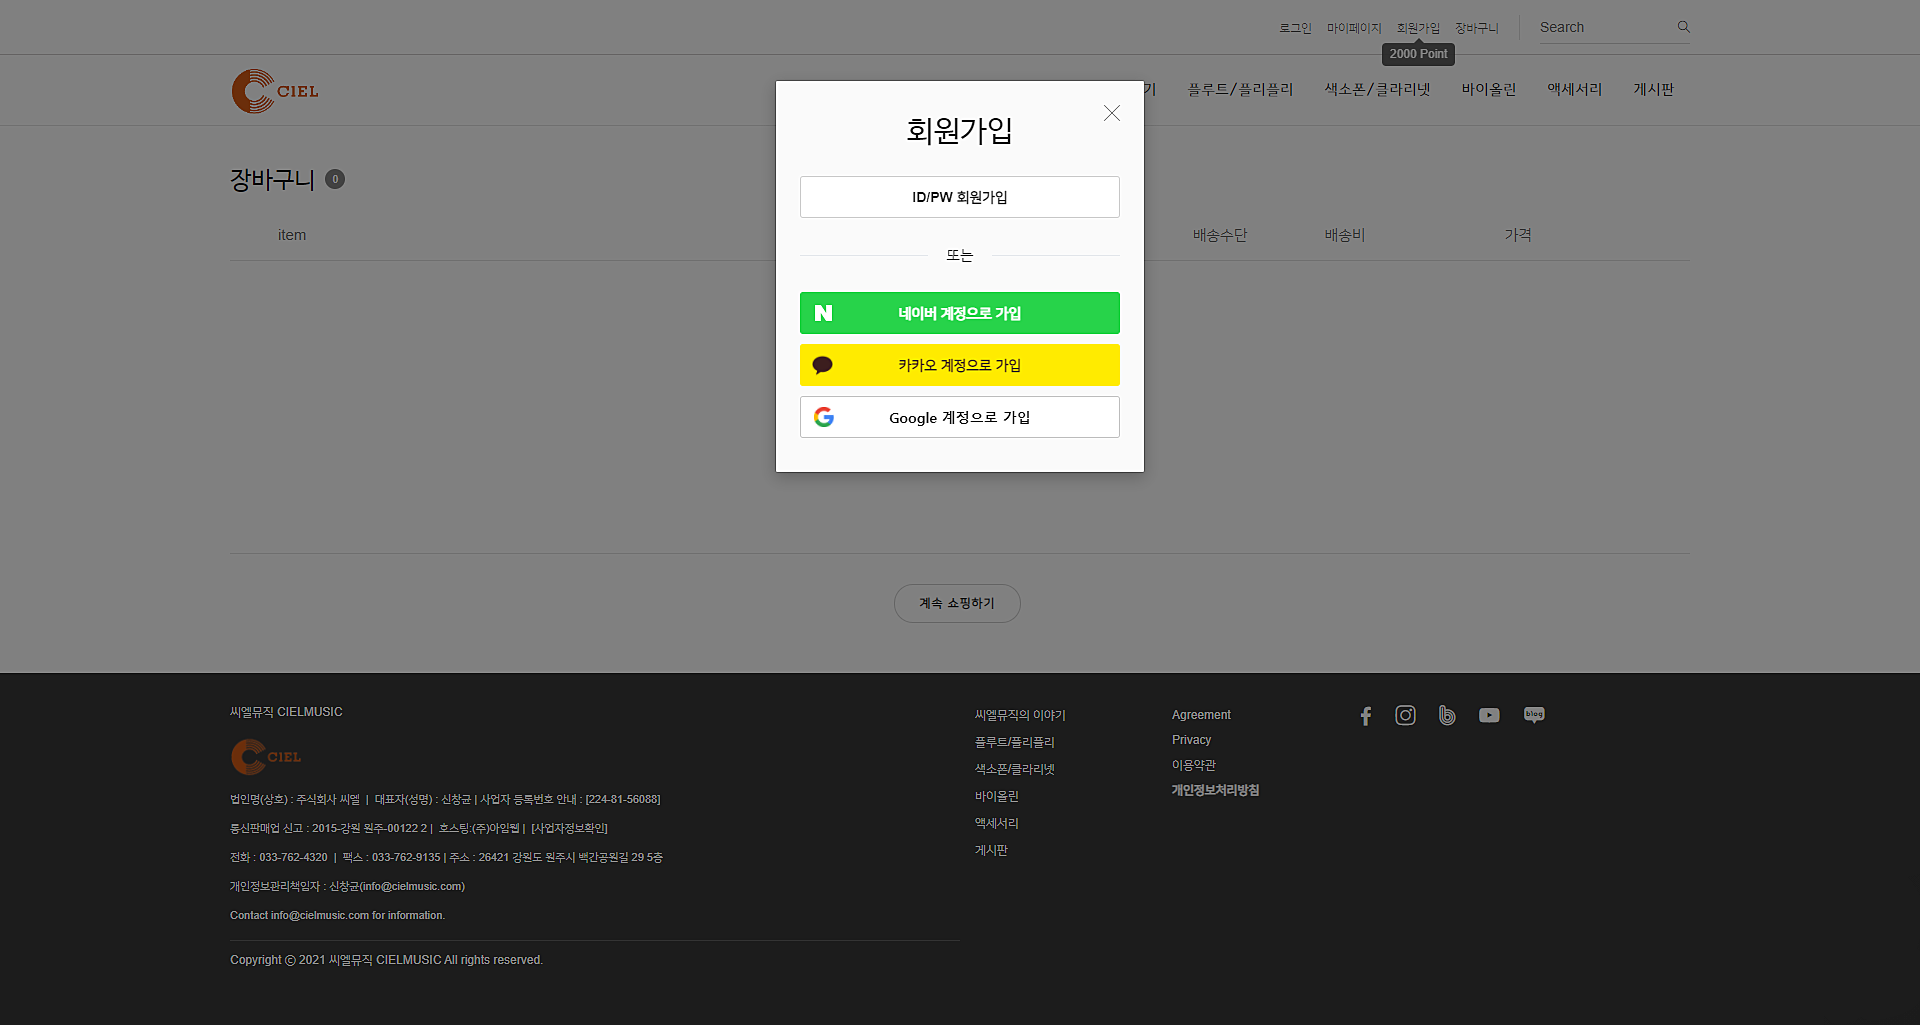 로그인 마이페이지 회원가입 장바구니 Search
2000 Point
CIEL
기 플루트/플리플리 색소폰/클라리넷 바이올린 액세서리 게시판
회원가입
ID/PW 회원가입
또는
N 네이버 계정으로 가입
카카오 계정으로 가입
G Google 계정으로 가입
장바구니 0
item 배송수단 배송비 가격
계속 쇼핑하기
씨엘뮤직 CIELMUSIC
CIEL
법인명(상호) : 주식회사 씨엘 | 대표자(성명) : 신창균 | 사업자 등록번호 안내 : [224-81-56088]
통신판매업 신고 : 2015-강원 원주-00122 2 | 호스팅:(주)아임웹 | [사업자정보확인]
전화 : 033-762-4320 | 팩스 : 033-762-9135 | 주소 : 26421 강원도 원주시 백간공원길 29 5층
개인정보관리책임자 : 신창균(info@cielmusic.com)
Contact info@cielmusic.com for information.
Copyright ⓒ 2021 씨엘뮤직 CIELMUSIC All rights reserved.
씨엘뮤직의 이야기
플루트/플리플리
색소폰/클라리넷
바이올린
액세서리
게시판
Agreement
Privacy
이용약관
개인정보처리방침
blog